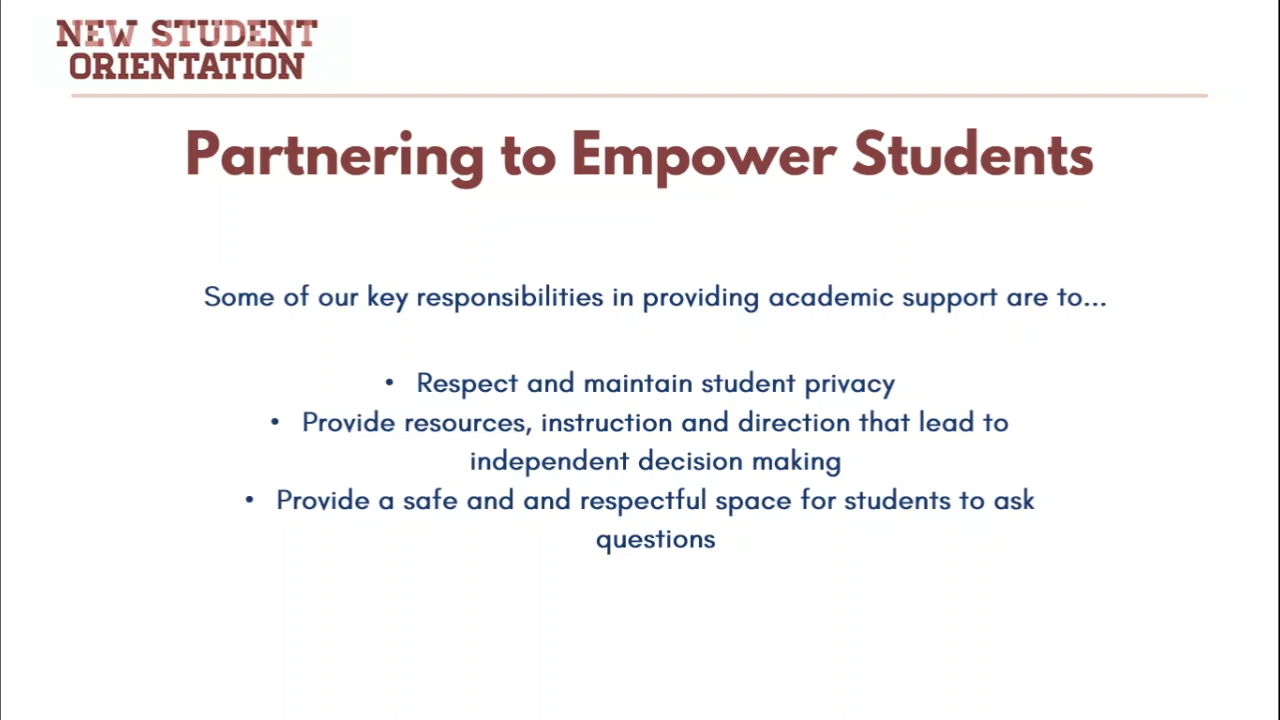 NEW STUDENT
ORIENTATION
Partnering to Empower Students
Some of our key responsibilities in providing academic support are to...
• Respect and maintain student privacy
• Provide resources, instruction and direction that lead to
independent decision making
• Provide a safe and and respectful space for students to ask
questions